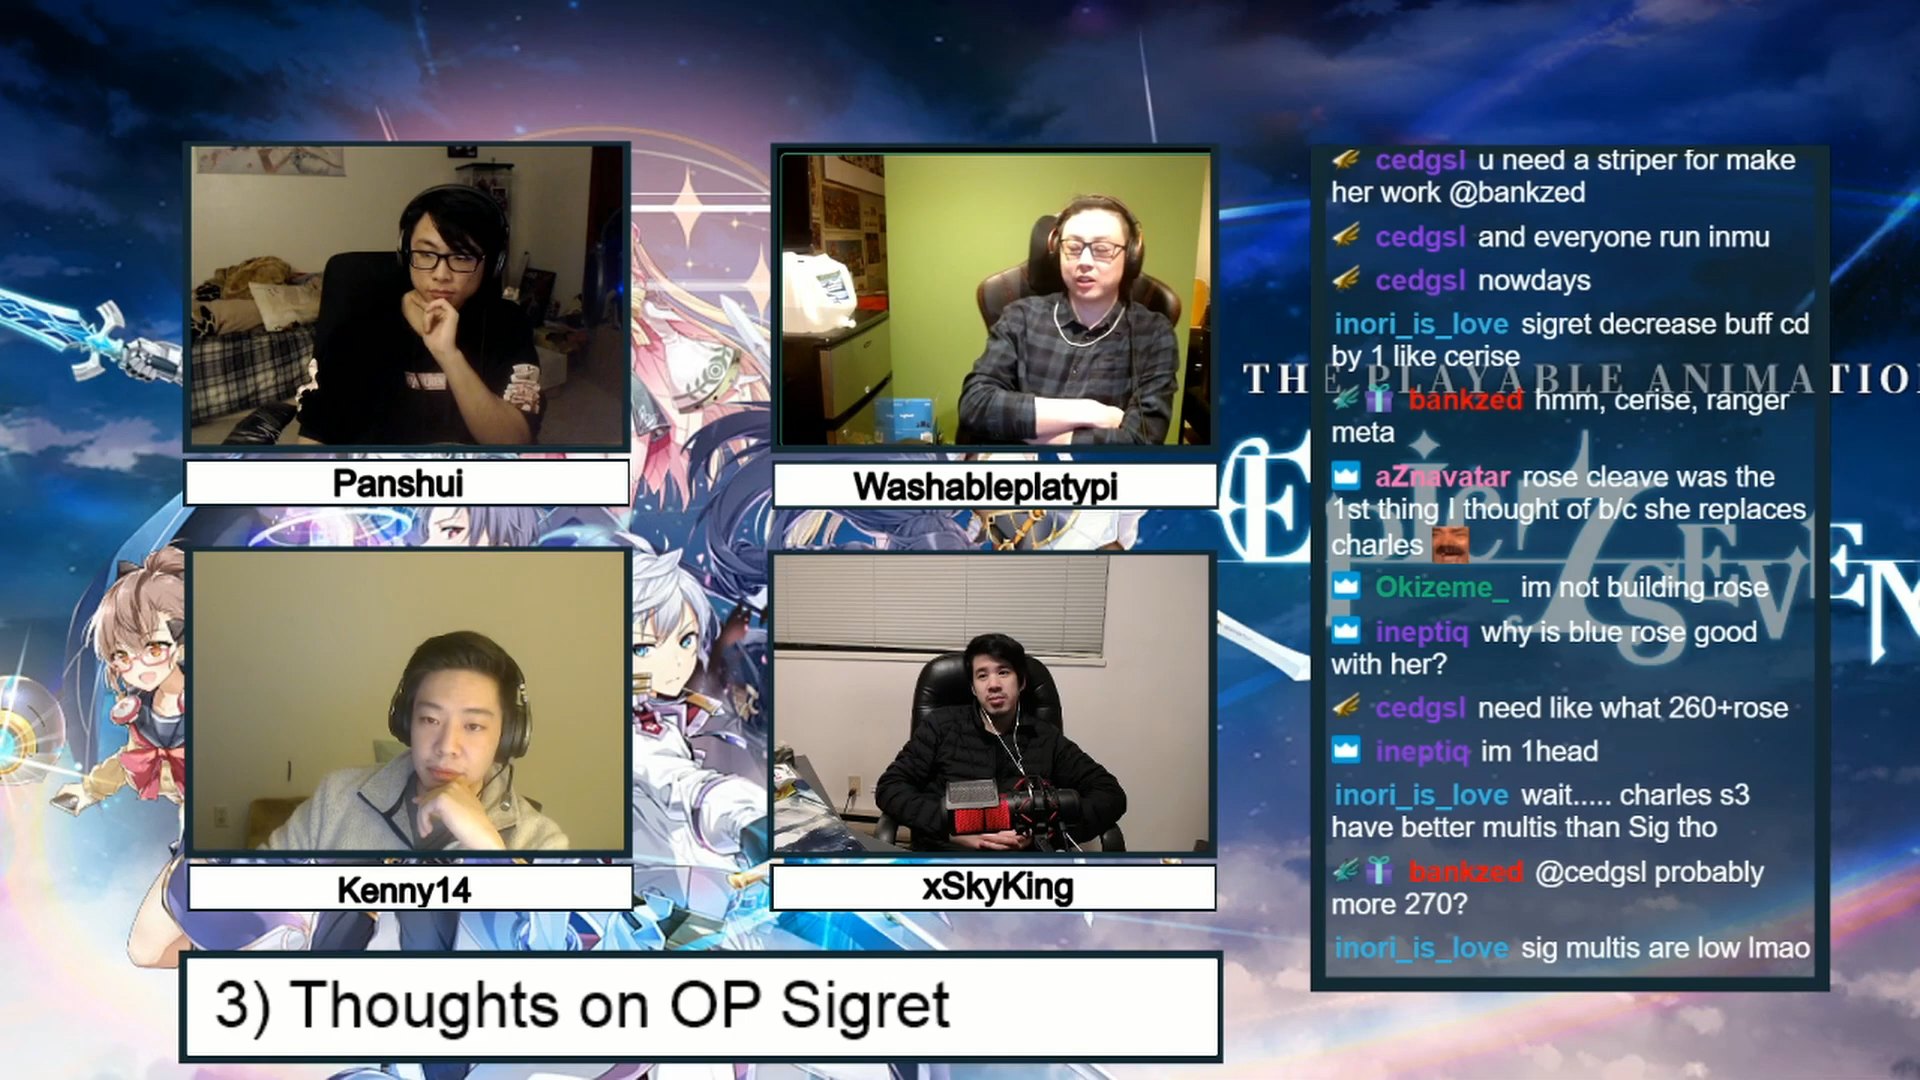 Panshui
Washableplatypi
Kenny14
xSkyKing
3) Thoughts on OP Sigret
THE PLAYABLE ANIMATIO
EPIC SEVEN
cedgsl u need a striper for make
her work @bankzed
cedgsl and everyone run inmu
cedgsl nowdays
inori_is_love sigret decrease buff cd
by 1 like cerise
bankzed hmm, cerise, ranger
meta
aZnavatar rose cleave was the
1st thing I thought of b/c she replaces
charles
Okizeme_ im not building rose
ineptiq why is blue rose good
with her?
cedgsl need like what 260+rose
ineptiq im 1head
inori_is_love wait..... charles s3
have better multis than Sig tho
bankzed @cedgsl probably
more 270?
inori_is_love sig multis are low lmao